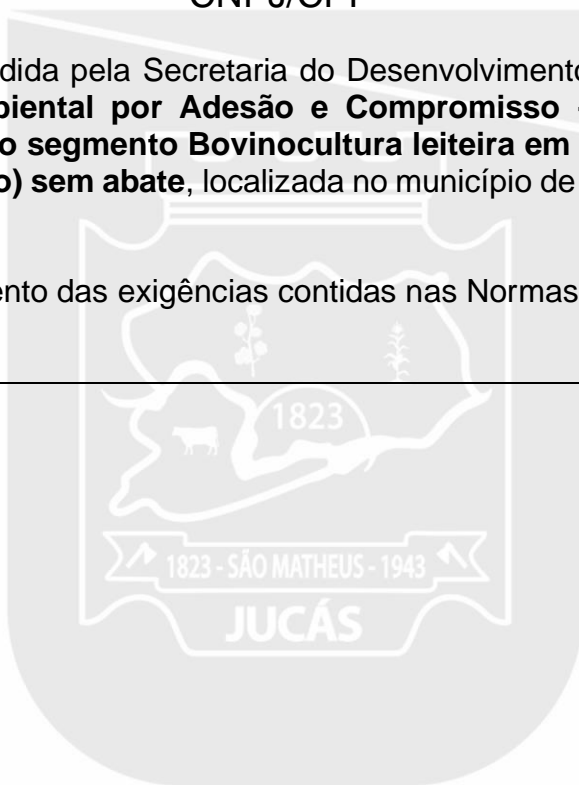 CNPJ/CPF
dida pela Secretaria do Desenvolvimento
biental por Adesão e Compromisso -
o segmento Bovinocultura leiteira em
o) sem abate, localizada no município de
ento das exigências contidas nas Normas
1823
1823 - SÃO MATHEUS - 1943
JUCÁS